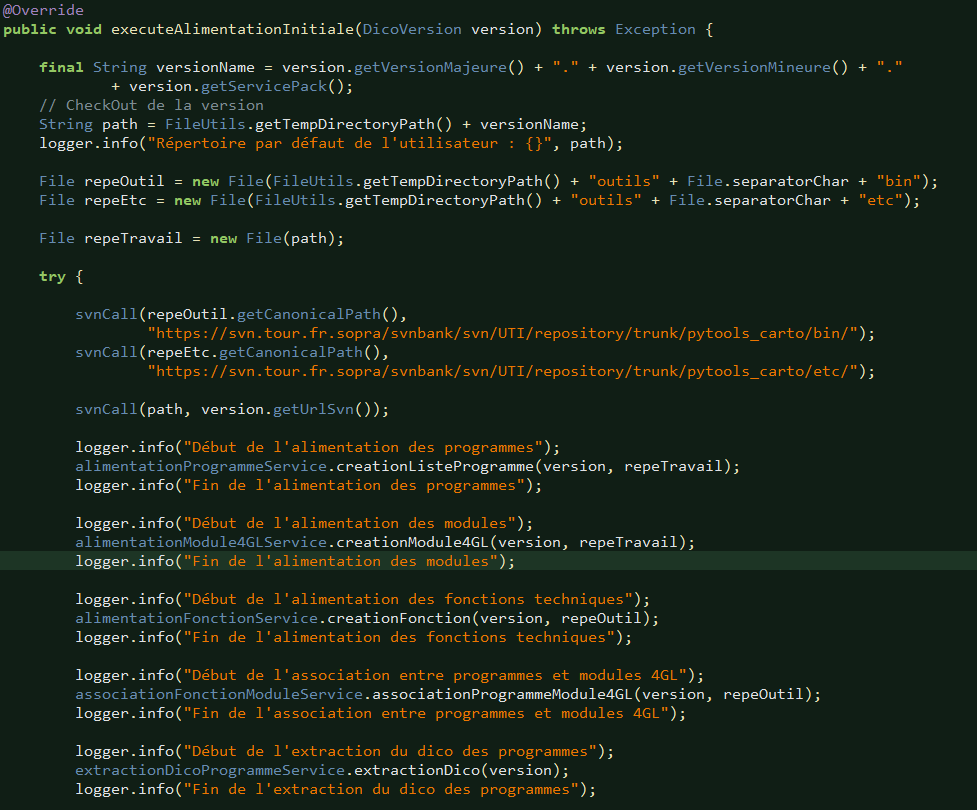 @Override
public void executeAlimentationInitiale(DicoVersion version) throws Exception {
final String versionName = version.getVersionMajeure() + "." + version.getVersionMineure() + "."
+ version.getServicePack();
// CheckOut de la version
String path = FileUtils.getTempDirectoryPath() + versionName;
logger.info("Répertoire par défaut de l'utilisateur : {}", path);
File repeOutil = new File(FileUtils.getTempDirectoryPath() + "outils" + File.separatorChar + "bin");
File repeEtc = new File(FileUtils.getTempDirectoryPath() + "outils" + File.separatorChar + "etc");
File repeTravail = new File(path);
try {
svnCall(repeOutil.getCanonicalPath(),
"https://svn.tour.fr.sopra/svnbank/svn/UTI/repository/trunk/pytools_carto/bin/");
svnCall(repeEtc.getCanonicalPath(),
"https://svn.tour.fr.sopra/svnbank/svn/UTI/repository/trunk/pytools_carto/etc/");
svnCall(path, version.getUrlSvn());
logger.info("Début de l'alimentation des programmes");
alimentationProgrammeService.creationListeProgramme(version, repeTravail);
logger.info("Fin de l'alimentation des programmes");
logger.info("Début de l'alimentation des modules");
alimentationModule4GLService.creationModule4GL(version, repeTravail);
logger.info("Fin de l'alimentation des modules");
logger.info("Début de l'alimentation des fonctions techniques");
alimentationFonctionService.creationFonction(version, repeOutil);
logger.info("Fin de l'alimentation des fonctions techniques");
logger.info("Début de l'association entre programmes et modules 4GL");
associationFonctionModuleService.associationProgrammeModule4GL(version, repeOutil);
logger.info("Fin de l'association entre programmes et modules 4GL");
logger.info("Début de l'extraction du dico des programmes");
extractionDicoProgrammeService.extractionDico(version);
logger.info("Fin de l'extraction du dico des programmes");